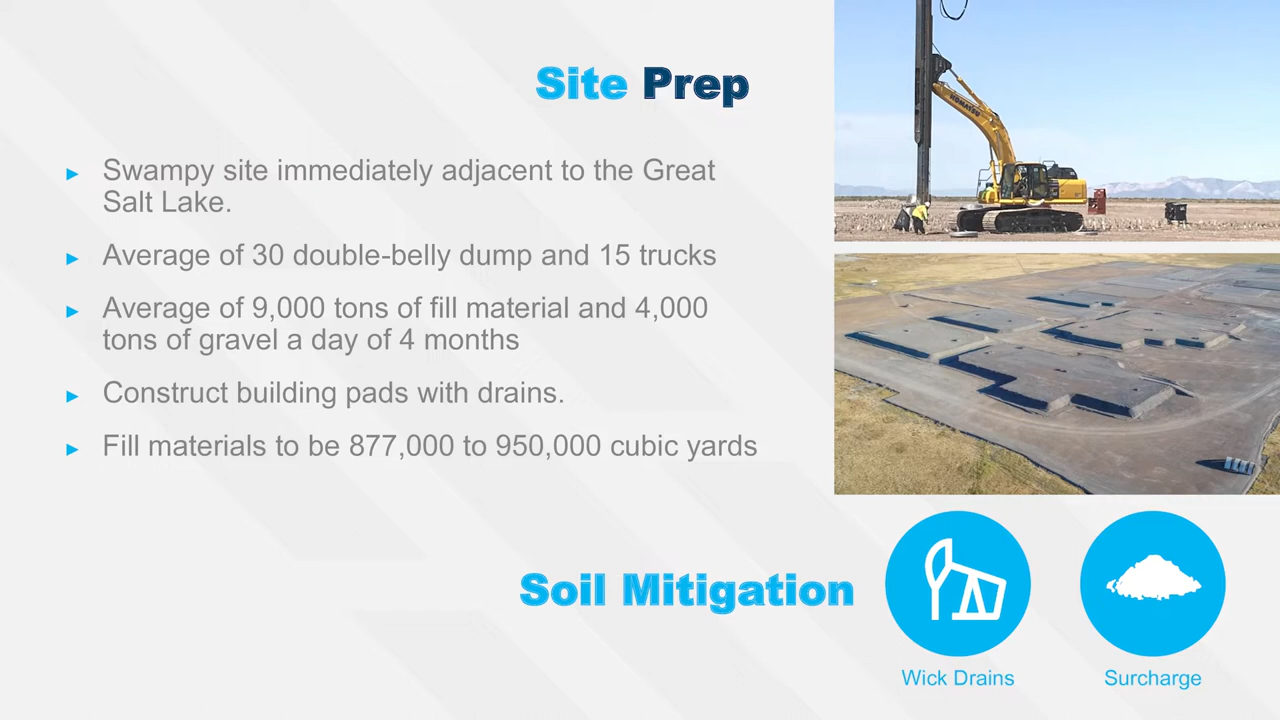 Site Prep
► Swampy site immediately adjacent to the Great
Salt Lake.
► Average of 30 double-belly dump and 15 trucks
► Average of 9,000 tons of fill material and 4,000
tons of gravel a day of 4 months
► Construct building pads with drains.
► Fill materials to be 877,000 to 950,000 cubic yards
KOMATSU
Soil Mitigation
Wick Drains
Surcharge